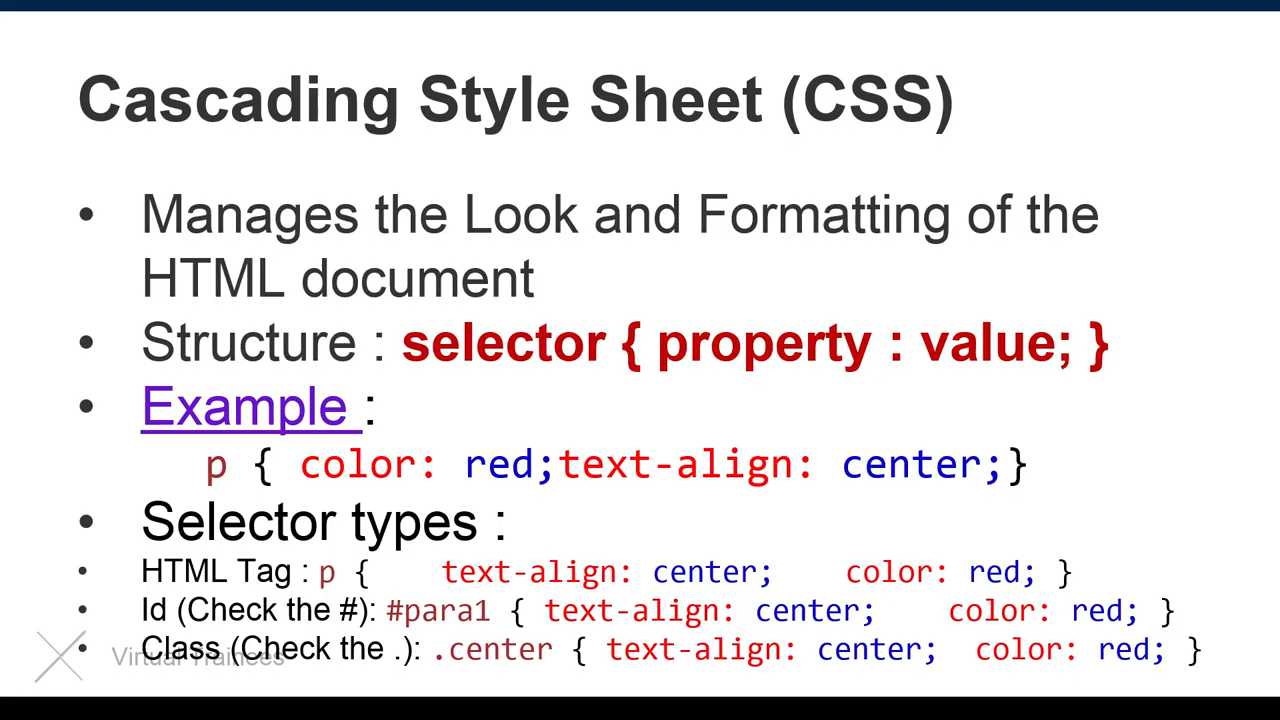 Cascading Style Sheet (CSS)
• Manages the Look and Formatting of the
HTML document
• Structure : selector { property : value; }
• Example :
p { color: red;text-align: center;}
• Selector types :
• HTML Tag : p { text-align: center; color: red; }
• Id (Check the #): #para1 { text-align: center; color: red; }
• Class (Check the .): .center { text-align: center; color: red; }
Virtual Trainees